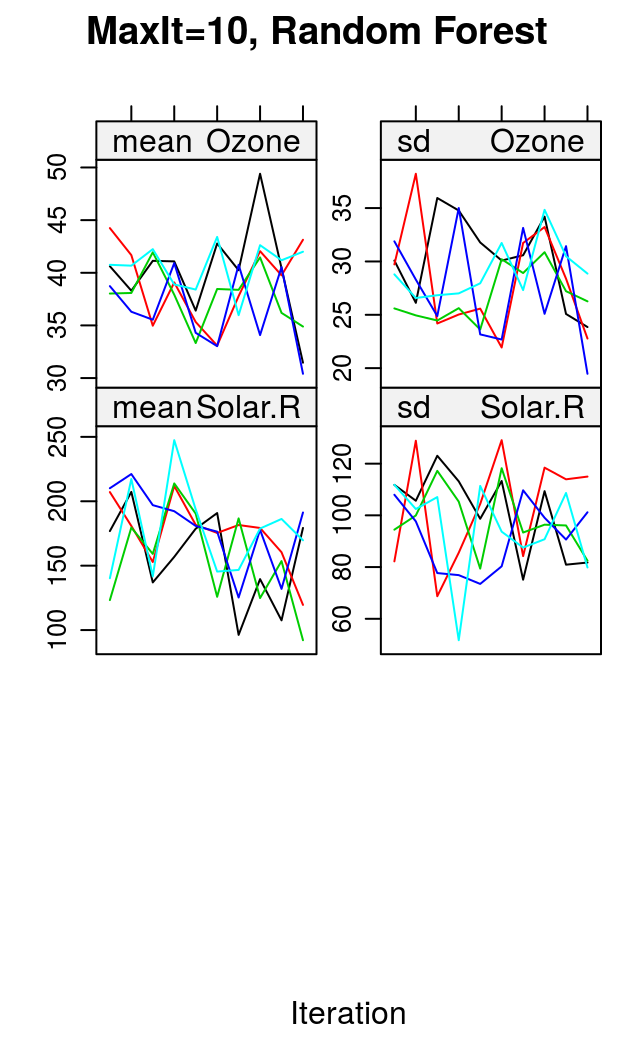 MaxIt=10, Random Forest
mean Ozone
sd Ozone
50
45
40
35
30
35
30
25
20
mean Solar.R
sd Solar.R
250
200
150
100
120
100
80
60
Iteration